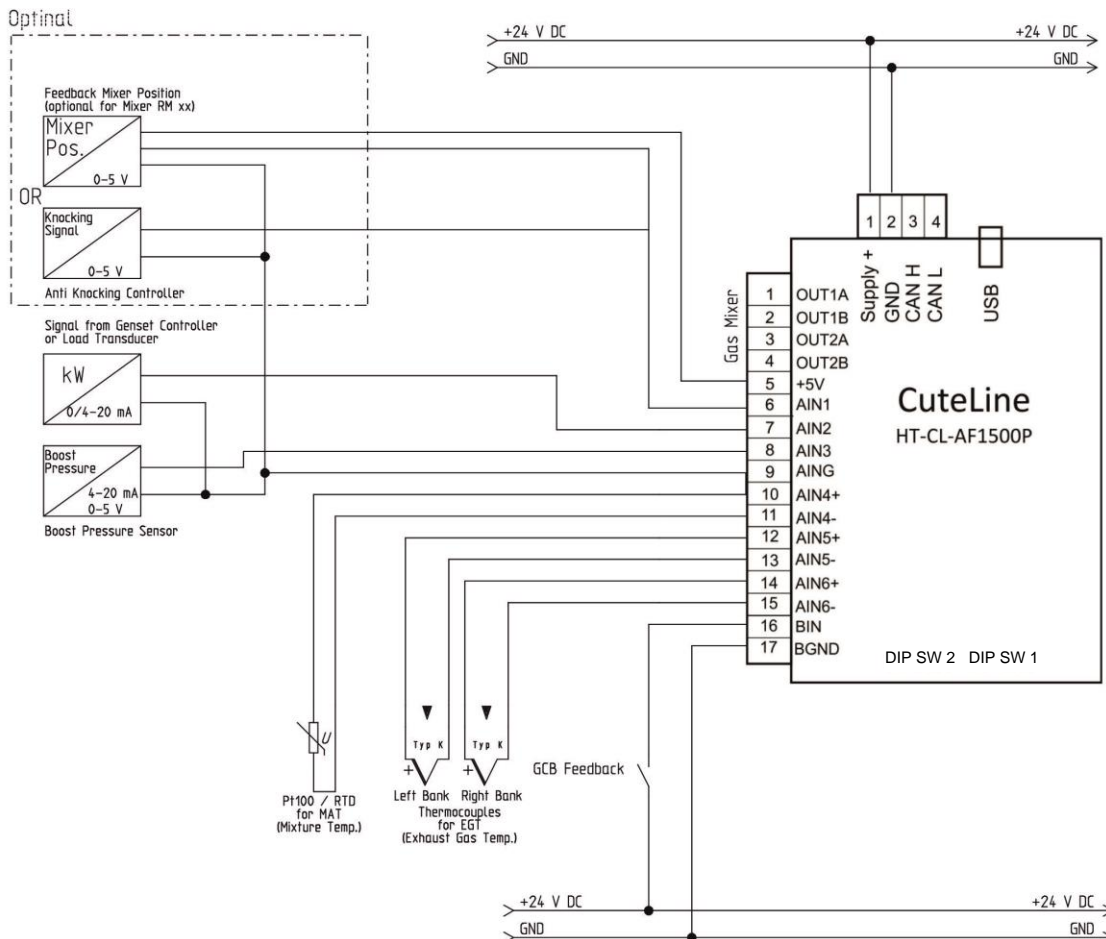 Optinal
+24 V DC
+24 V DC
GND
GND
Feedback Mixer Position
(optional for Mixer RM xx)
Mixer
Pos.
0-5 V
OR
Knocking
Signal
0-5 V
Anti Knocking Controller
Signal from Genset Controller
or Load Transducer
kW
0/4-20 mA
Boost
Pressure
4-20 mA
0-5 V
Boost Pressure Sensor
1 2 3 4
Supply +
GND
CAN H
CAN L
USB
Gas Mixer
1 OUT1A
2 OUT1B
3 OUT2A
4 OUT2B
5 +5V
6 AIN1
7 AIN2
8 AIN3
9 AING
10 AIN4+
11 AIN4-
12 AIN5+
13 AIN5-
14 AIN6+
15 AIN6-
16 BIN
17 BGND
CuteLine
HT-CL-AF1500P
DIP SW 2 DIP SW 1
U
Pt100 / RTD
for MAT
(Mixture Temp.)
Typ K
Typ K
+
+
Left Bank Right Bank
Thermocouples
for EGT
(Exhaust Gas Temp.)
GCB Feedback
+24 V DC
+24 V DC
GND
GND